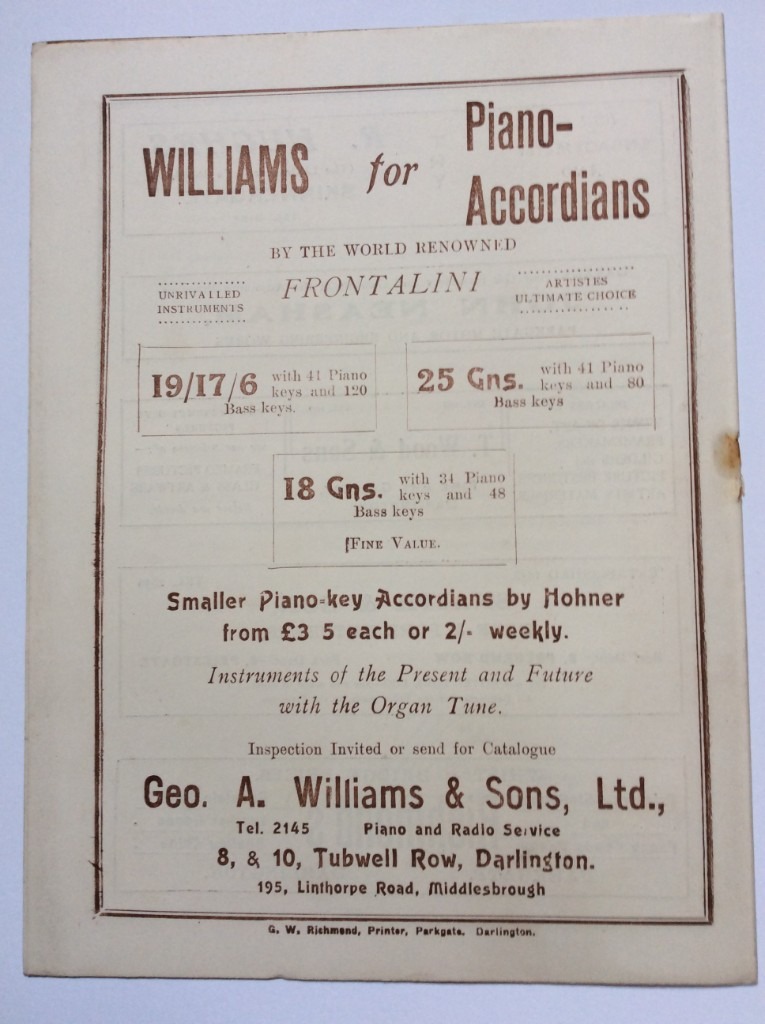 WILLIAMS for Piano-
Accordians
BY THE WORLD RENOWNED
FRONTALINI
UNRIVALLED
INSTRUMENTS
ARTISTES
ULTIMATE CHOICE
19/17/6 with 41 Piano
keys and 120
Bass keys.
25 Gns. with 41 Piano
keys and 80
Bass keys
18 Gns. with 34 Piano
keys and 48
Bass keys
FINE VALUE.
Smaller Piano-key Accordians by Hohner
from £3 5 each or 2/- weekly.
Instruments of the Present and Future
with the Organ Tune.
Inspection Invited or send for Catalogue
Geo. A. Williams & Sons, Ltd.,
Tel. 2145 Piano and Radio Service
8, & 10, Tubwell Row, Darlington.
195, Linthorpe Road, Middlesbrough
G. W. Richmond, Printer, Parkgate. Darlington.